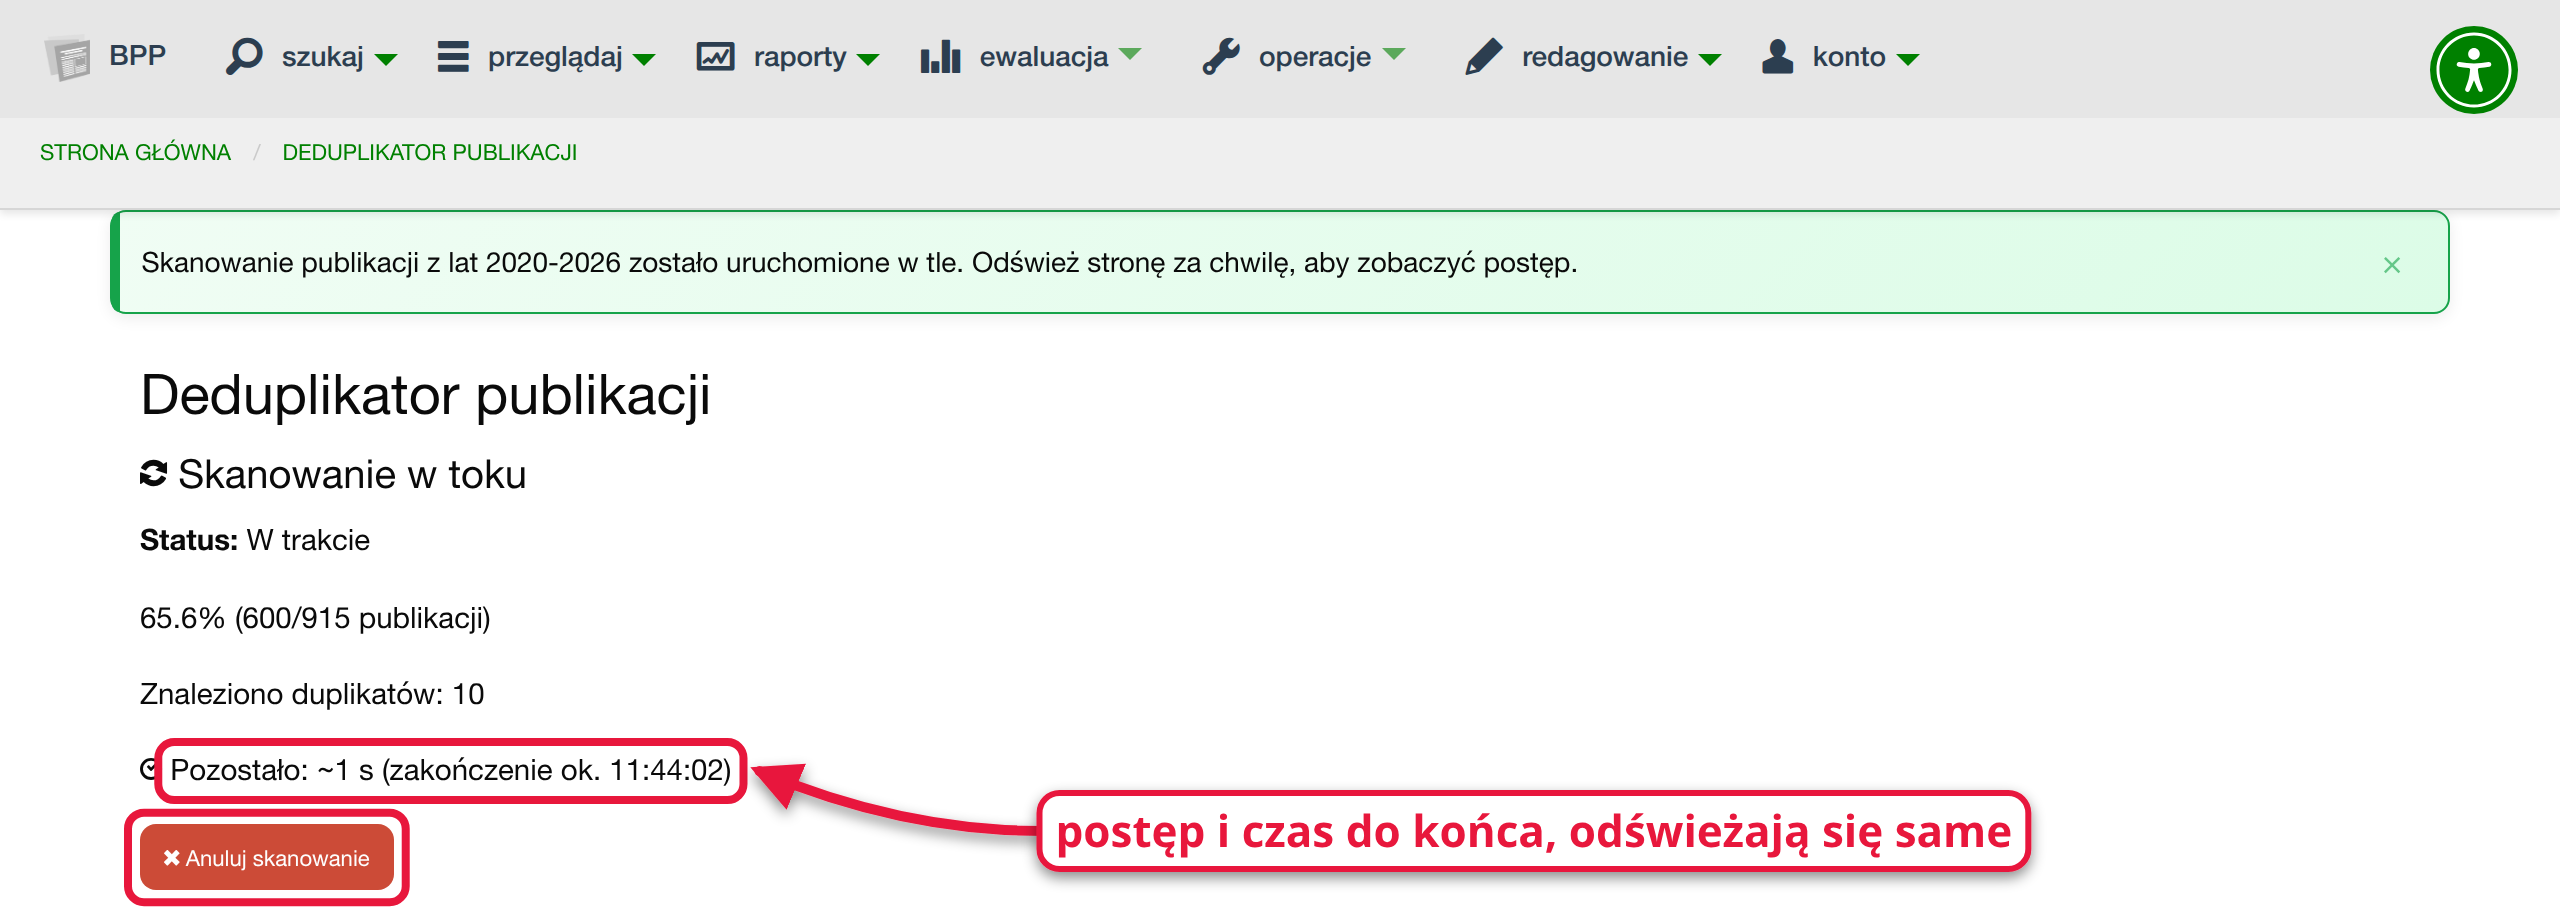 BPP szukaj przeglądaj raporty ewaluacja operacje redagowanie konto
STRONA GŁÓWNA / DEDUPLIKATOR PUBLIKACJI
Skanowanie publikacji z lat 2020-2026 zostało uruchomione w tle. Odśwież stronę za chwilę, aby zobaczyć postęp. ×
Deduplikator publikacji
Skanowanie w toku
Status: W trakcie
65.6% (600/915 publikacji)
Znaleziono duplikatów: 10
Pozostało: ~1 s (zakończenie ok. 11:44:02)
postęp i czas do końca, odświeżają się same
✖ Anuluj skanowanie